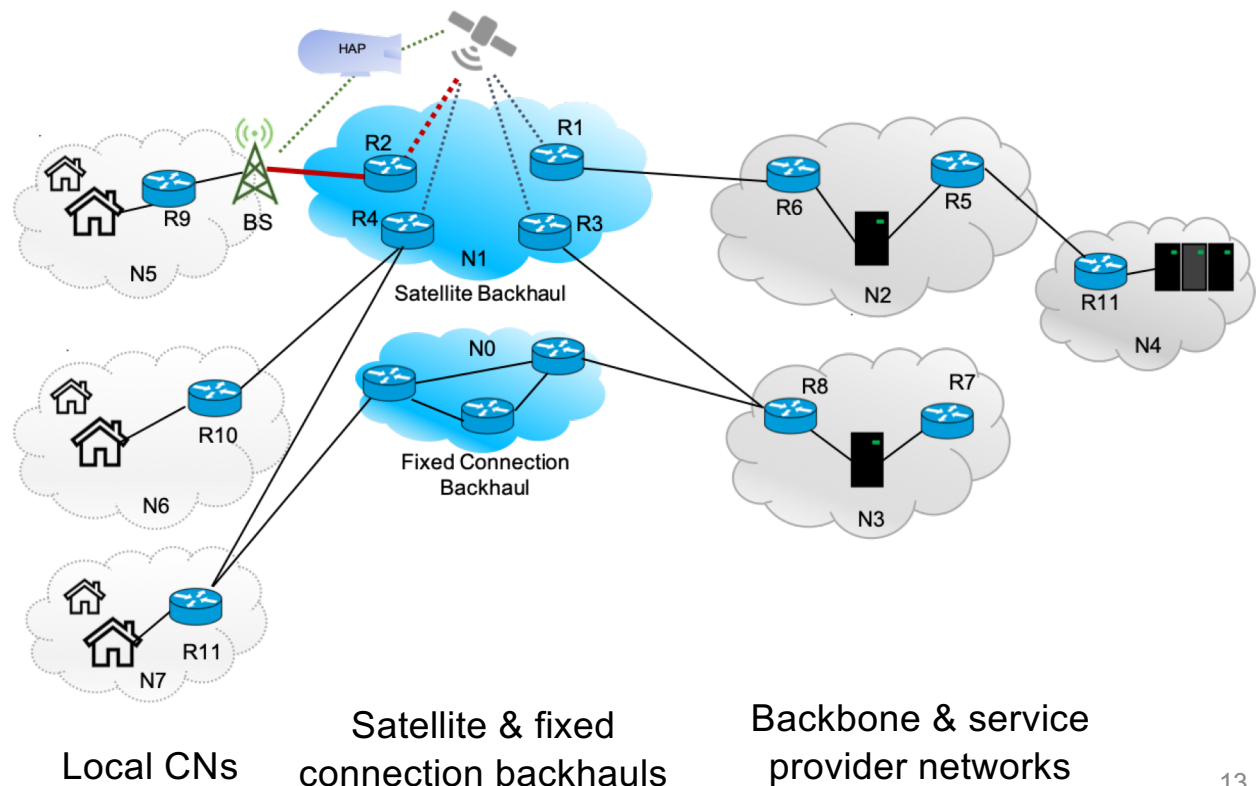 HAP
R2
R1
R9
BS
R4
R3
R6
R5
N5
N1
Satellite Backhaul
N2
R11
N4
N0
R8
R7
R10
Fixed Connection
Backhaul
N6
N3
R11
N7
Local CNs
Satellite & fixed
connection backhauls
Backbone & service
provider networks
13